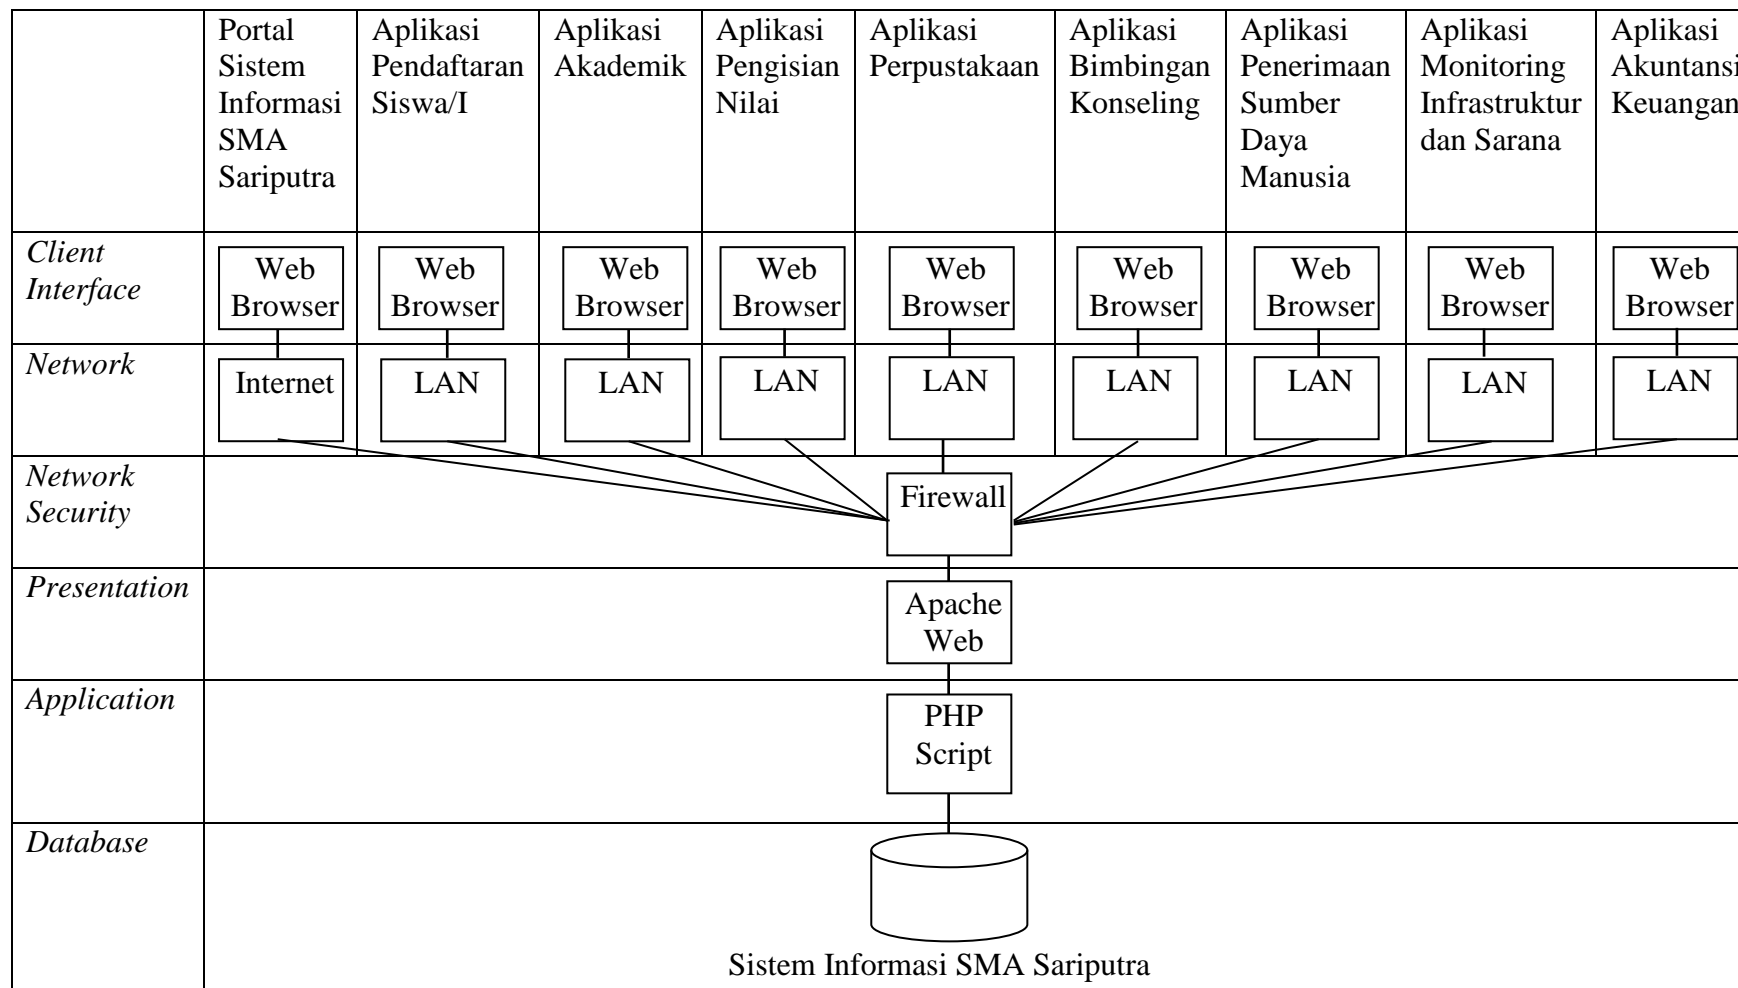 Portal
Sistem
Informasi
SMA
Sariputra
Aplikasi
Pendaftaran
Siswa/I
Aplikasi
Akademik
Aplikasi
Pengisian
Nilai
Aplikasi
Perpustakaan
Aplikasi
Bimbingan
Konseling
Aplikasi
Penerimaan
Sumber
Daya
Manusia
Aplikasi
Monitoring
Infrastruktur
dan Sarana
Aplikasi
Akuntansi
Keuangan
Client
Interface
Web
Browser
Web
Browser
Web
Browser
Web
Browser
Web
Browser
Web
Browser
Web
Browser
Web
Browser
Web
Browser
Network
Internet
LAN
LAN
LAN
LAN
LAN
LAN
LAN
LAN
Network
Security
Firewall
Presentation
Apache
Web
Application
PHP
Script
Database
Sistem Informasi SMA Sariputra